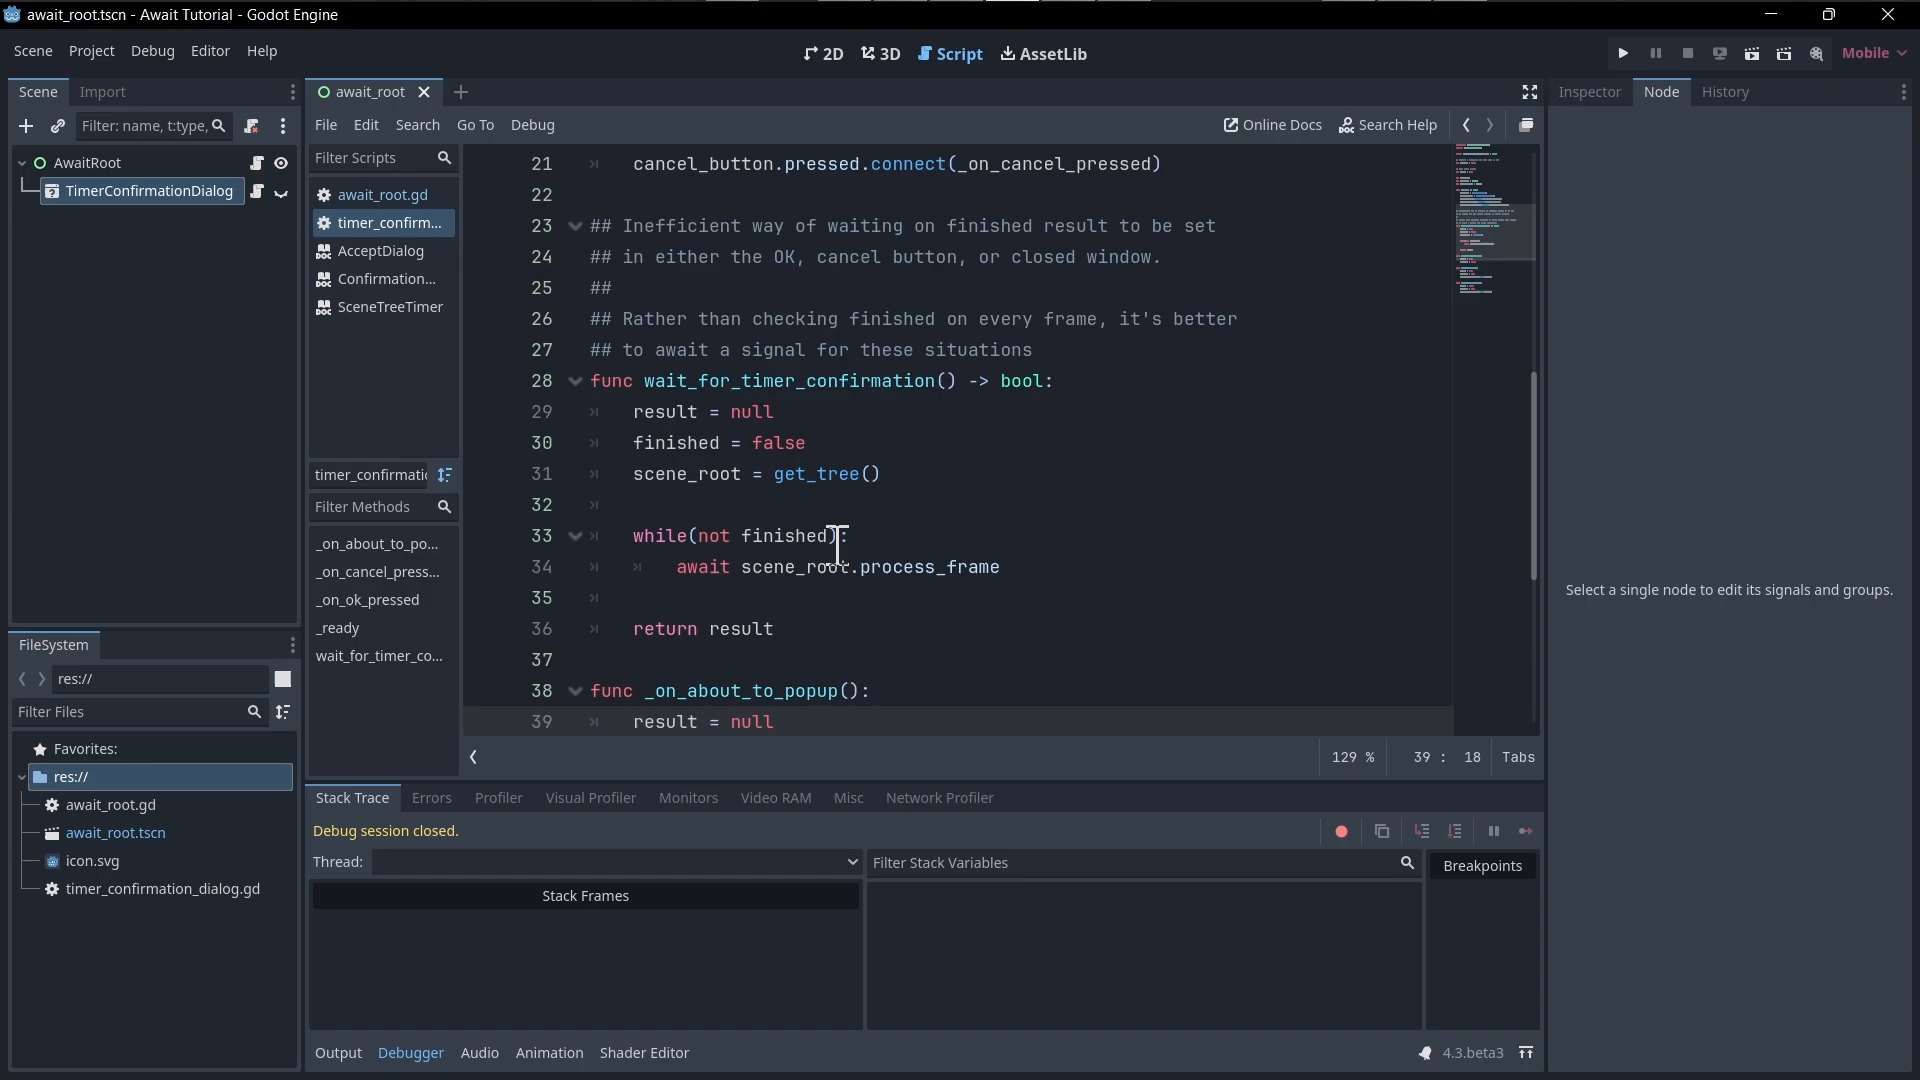 await_root.tscn - Await Tutorial - Godot Engine
Scene Project Debug Editor Help
2D 3D Script AssetLib
Mobile
Scene Import
Filter: name, t:type,
AwaitRoot
TimerConfirmationDialog
FileSystem
res://
Filter Files
Favorites:
res://
await_root.gd
await_root.tscn
icon.svg
timer_confirmation_dialog.gd
await_root
File Edit Search Go To Debug
Online Docs Search Help
Filter Scripts
await_root.gd
timer_confirm...
AcceptDialog
Confirmation...
SceneTreeTimer
timer_confirmatic
Filter Methods
_on_about_to_po...
_on_cancel_press...
_on_ok_pressed
_ready
wait_for_timer_co...
21 cancel_button.pressed.connect(_on_cancel_pressed)
22
23 ## Inefficient way of waiting on finished result to be set
24 ## in either the OK, cancel button, or closed window.
25 ##
26 ## Rather than checking finished on every frame, it's better
27 ## to await a signal for these situations
28 func wait_for_timer_confirmation() -> bool:
29 result = null
30 finished = false
31 scene_root = get_tree()
32
33 while(not finished):
34 await scene_root.process_frame
35
36 return result
37
38 func _on_about_to_popup():
39 result = null
129 % 39 : 18 Tabs
Stack Trace Errors Profiler Visual Profiler Monitors Video RAM Misc Network Profiler
Debug session closed.
Thread:
Filter Stack Variables
Breakpoints
Stack Frames
Output Debugger Audio Animation Shader Editor
4.3.beta3
Inspector Node History
Select a single node to edit its signals and groups.